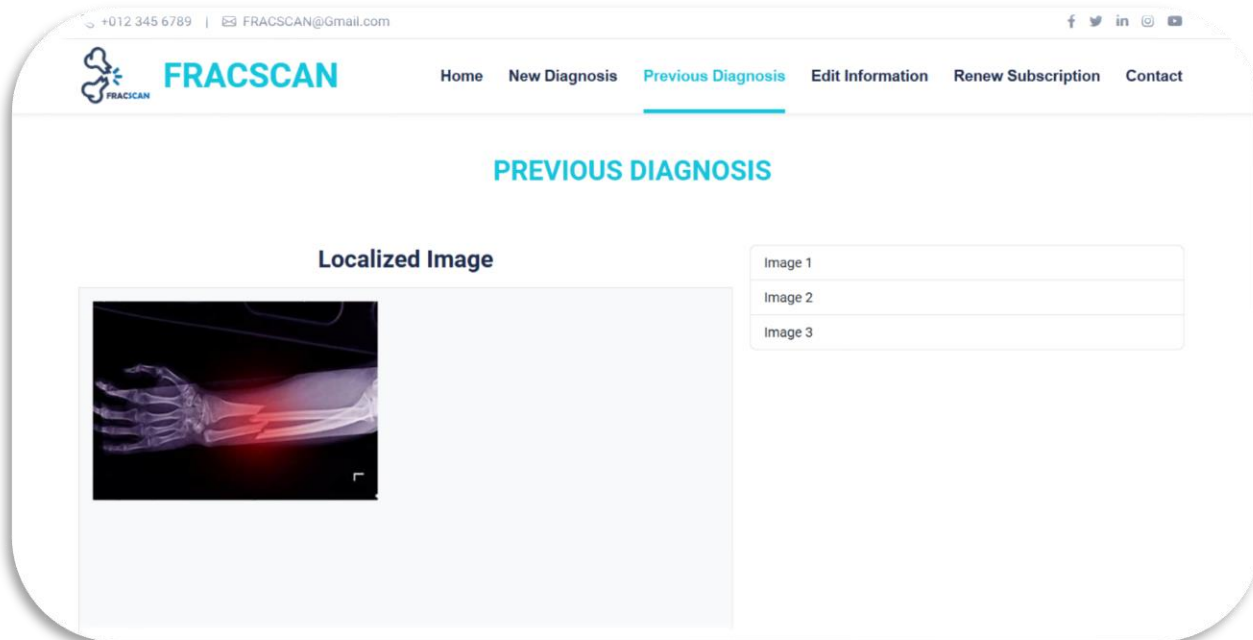 +012 345 6789 | FRACSCAN@Gmail.com
FRACSCAN
FRACSCAN
Home New Diagnosis Previous Diagnosis Edit Information Renew Subscription Contact
PREVIOUS DIAGNOSIS
Localized Image
Image 1
Image 2
Image 3